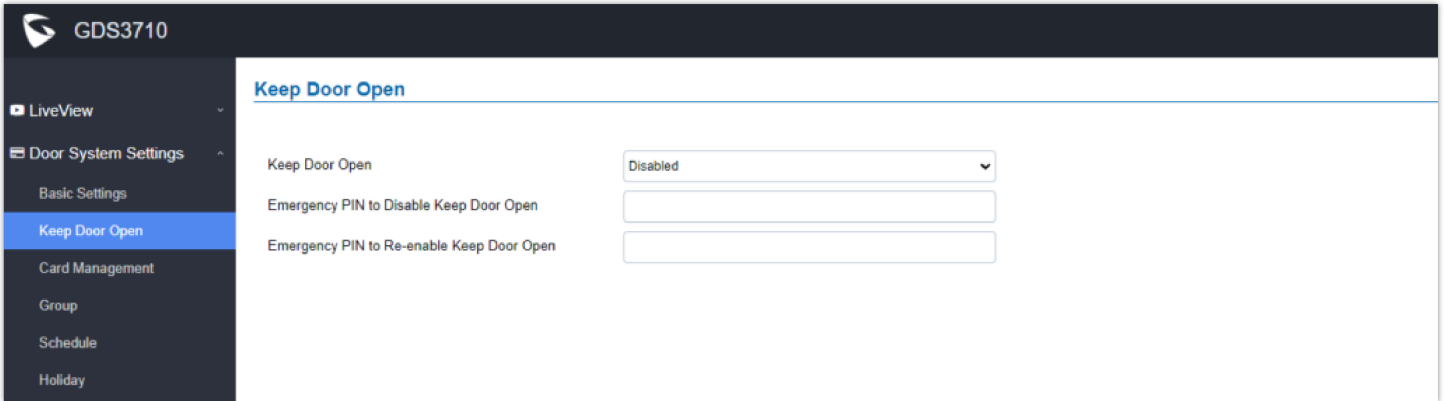 GDS3710
LiveView
Door System Settings
Basic Settings
Keep Door Open
Card Management
Group
Schedule
Holiday
Keep Door Open
Keep Door Open
Disabled
Emergency PIN to Disable Keep Door Open
Emergency PIN to Re-enable Keep Door Open